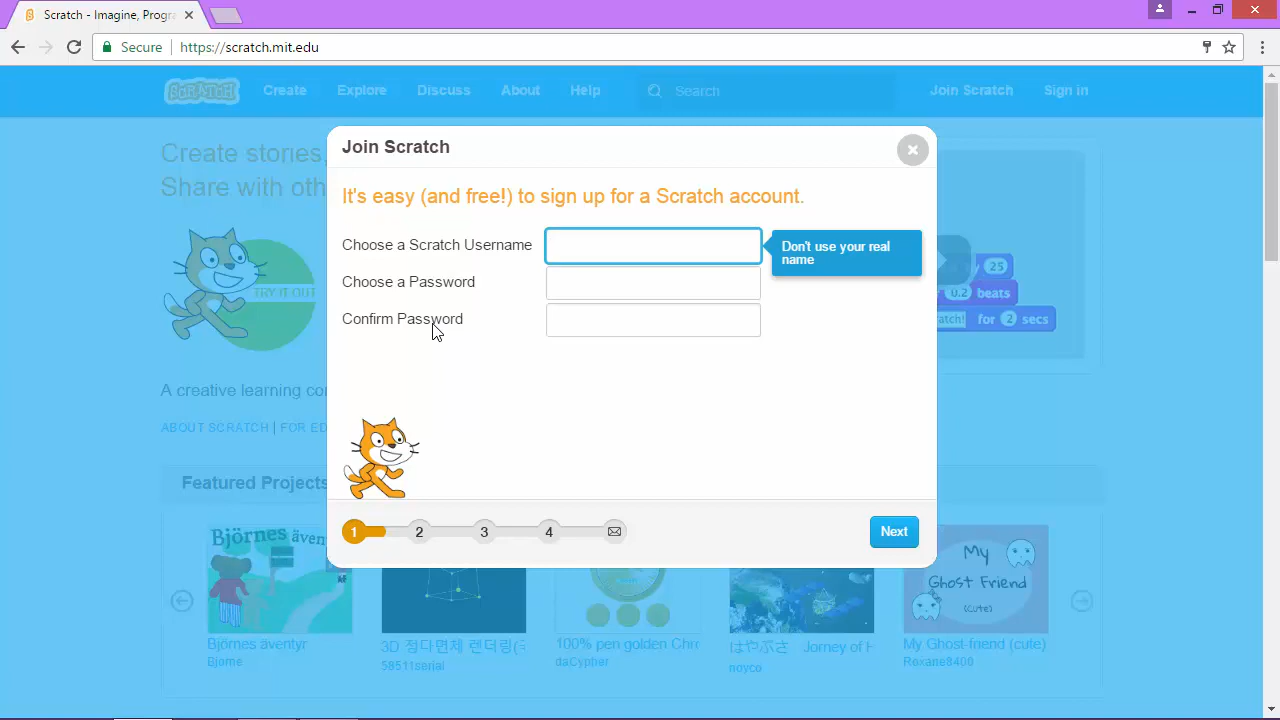 Scratch - Imagine, Progra
Secure
https://scratch.mit.edu
SCRATCH
Create
Explore
Discuss
About
Help
Search
Join Scratch
Sign in
Create stories,
Share with oth
TRY IT OUT
25
0.2 beats
for 2 secs
A creative learning co
ABOUT SCRATCH | FOR ED
Join Scratch
It's easy (and free!) to sign up for a Scratch account.
Choose a Scratch Username
Don't use your real
name
Choose a Password
Confirm Password
1
2
3
4
Next
Featured Projects
Björnes även
My
Ghost Friend
(cute)
Björnes äventyr
Bjorne
3D 정다면체 렌더링(3
58511serial
100% pen golden Chr
daCypher
はやぶさ Jorney of H
noyco
My Ghost-friend (cute)
Roxane8400